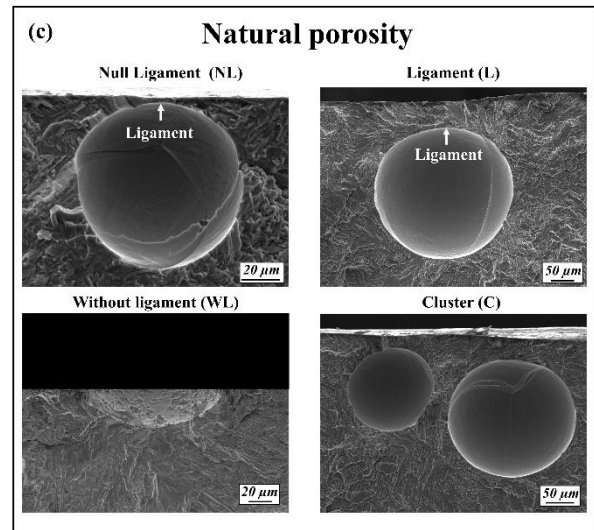 (c)
Natural porosity
Null Ligament (NL)
Ligament (L)
Ligament
Ligament
20 µm
50 µm
Without ligament (WL)
Cluster (C)
20 µm
50 µm